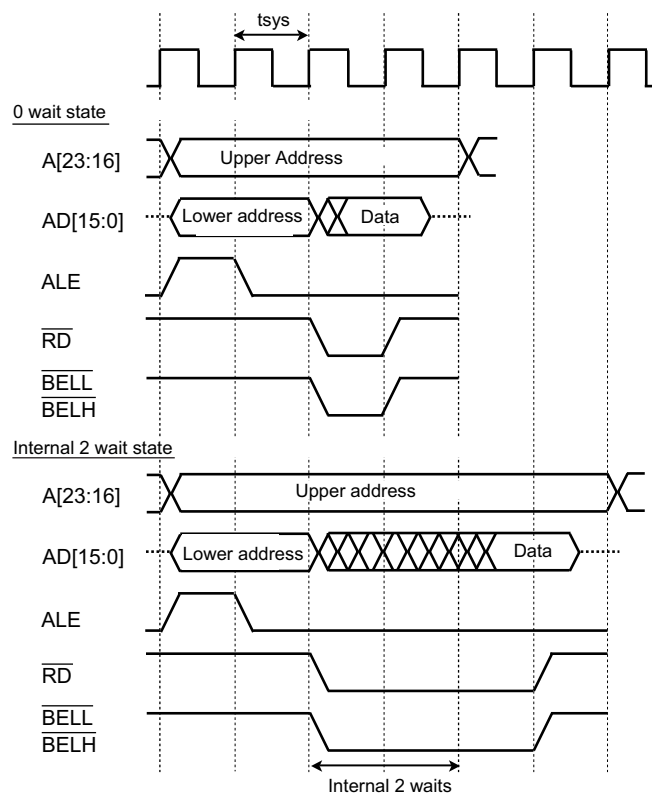 tsys
0 wait state
A[23:16]
Upper Address
AD[15:0]
Lower address
Data
ALE
RD
BELL
BELH
Internal 2 wait state
A[23:16]
Upper address
AD[15:0]
Lower address
Data
ALE
RD
BELL
BELH
Internal 2 waits